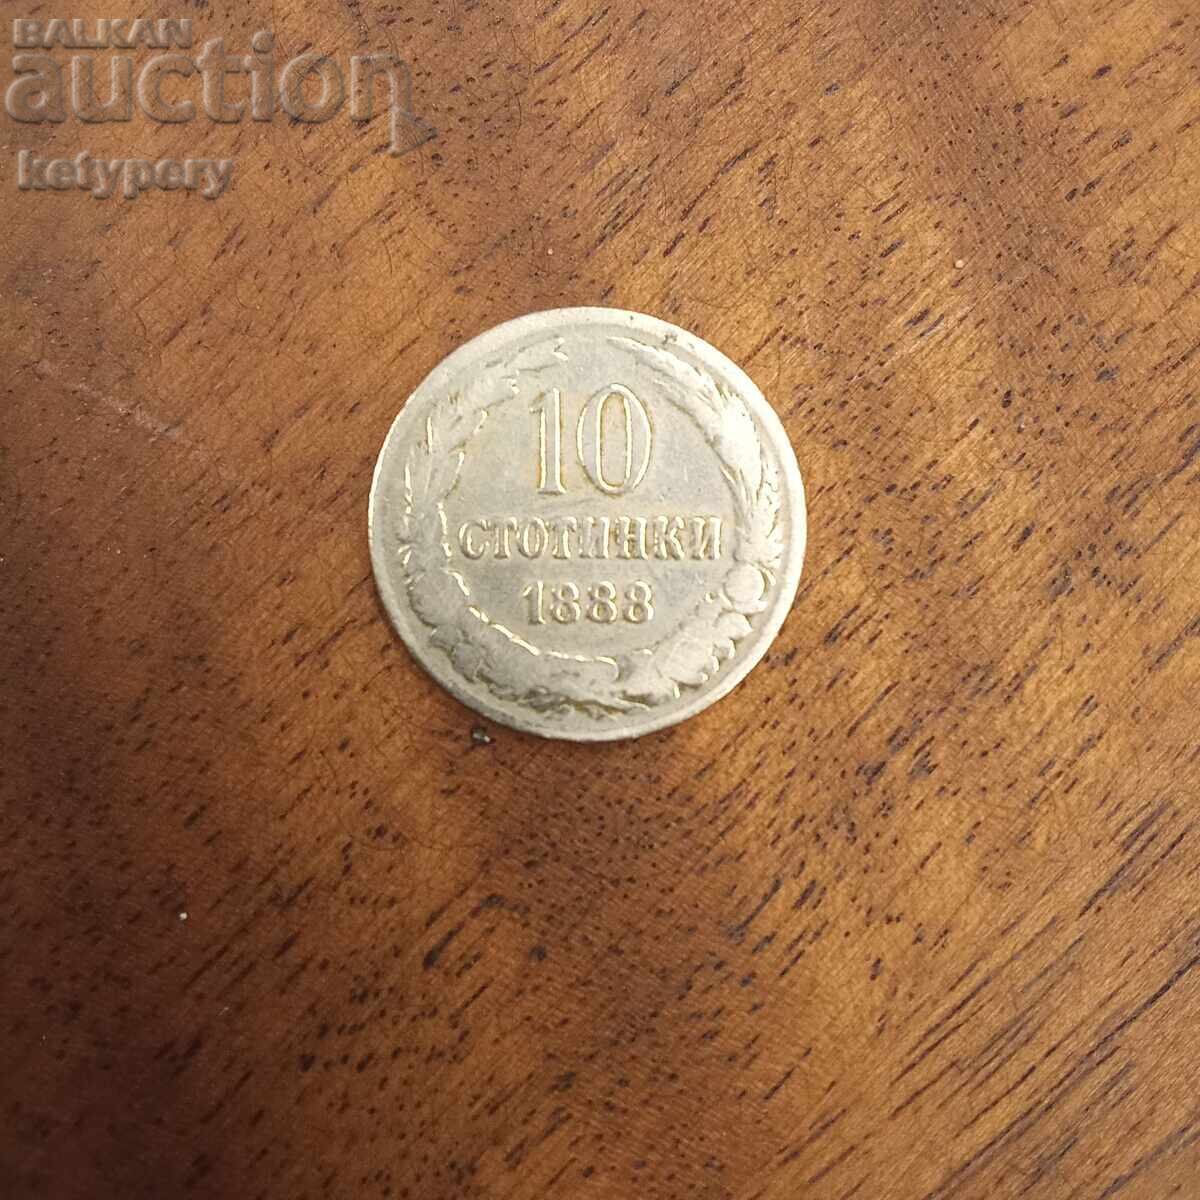 BALKAN
auction
ketypery
10
СТОТИНКИ
1888